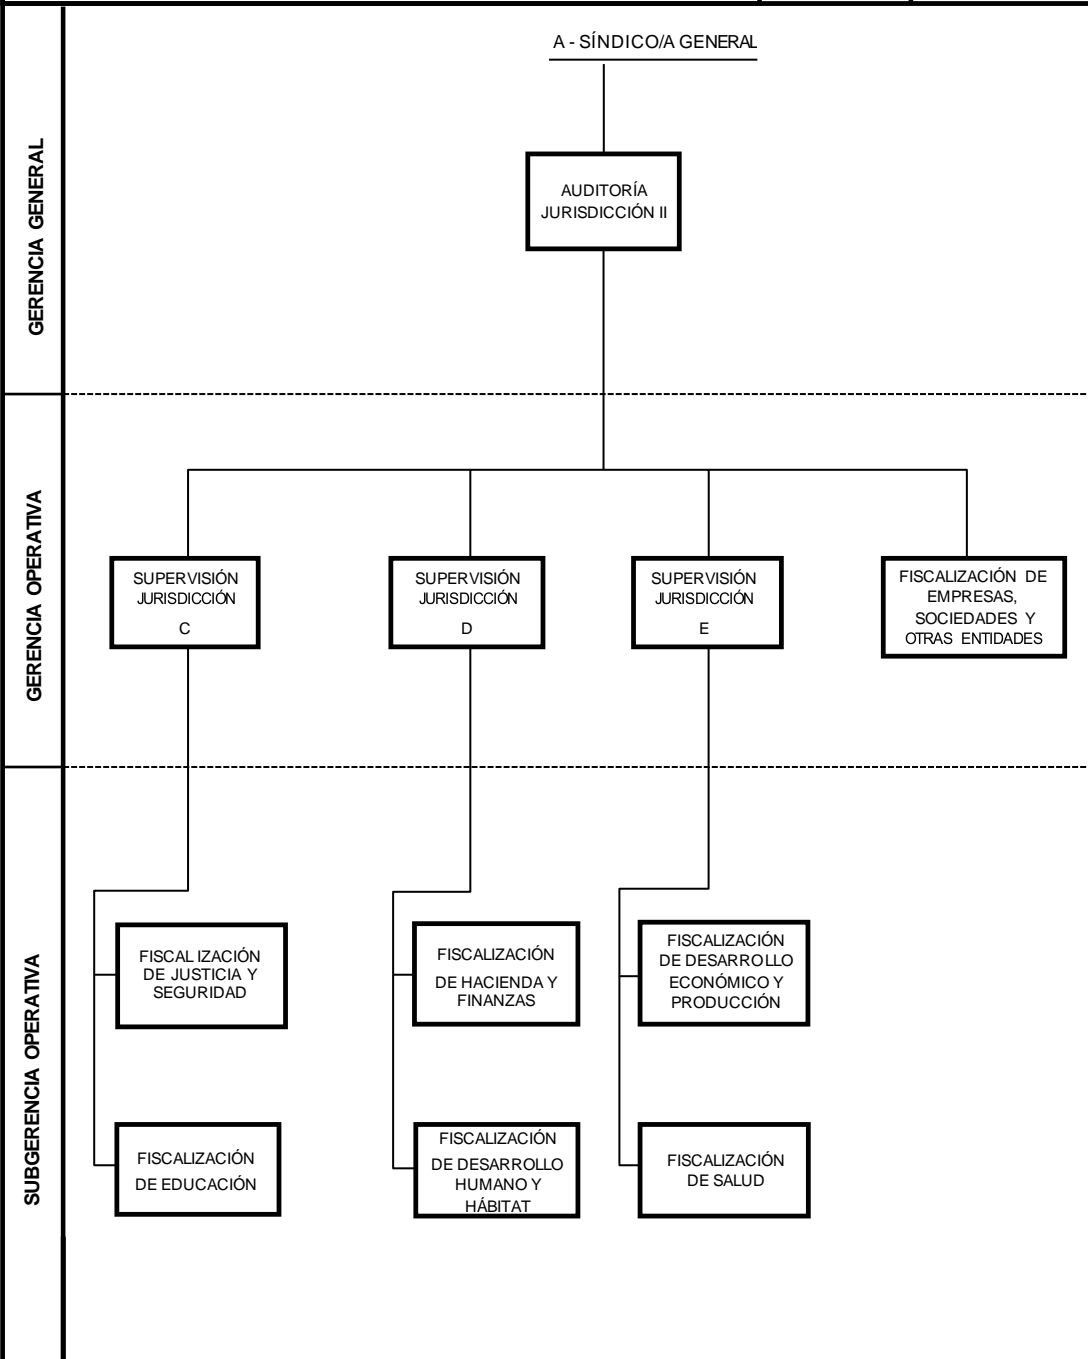 A - SÍNDICO/A GENERAL
GERENCIA GENERAL
AUDITORÍA
JURISDICCIÓN II
GERENCIA OPERATIVA
SUPERVISIÓN
JURISDICCIÓN
C
SUPERVISIÓN
JURISDICCIÓN
D
SUPERVISIÓN
JURISDICCIÓN
E
FISCALIZACIÓN DE
EMPRESAS,
SOCIEDADES Y
OTRAS ENTIDADES
SUBGERENCIA OPERATIVA
FISCALIZACIÓN
DE JUSTICIA Y
SEGURIDAD
FISCALIZACIÓN
DE HACIENDA Y
FINANZAS
FISCALIZACIÓN
DE DESARROLLO
ECONÓMICO Y
PRODUCCIÓN
FISCALIZACIÓN
DE EDUCACIÓN
FISCALIZACIÓN
DE DESARROLLO
HUMANO Y
HÁBITAT
FISCALIZACIÓN
DE SALUD